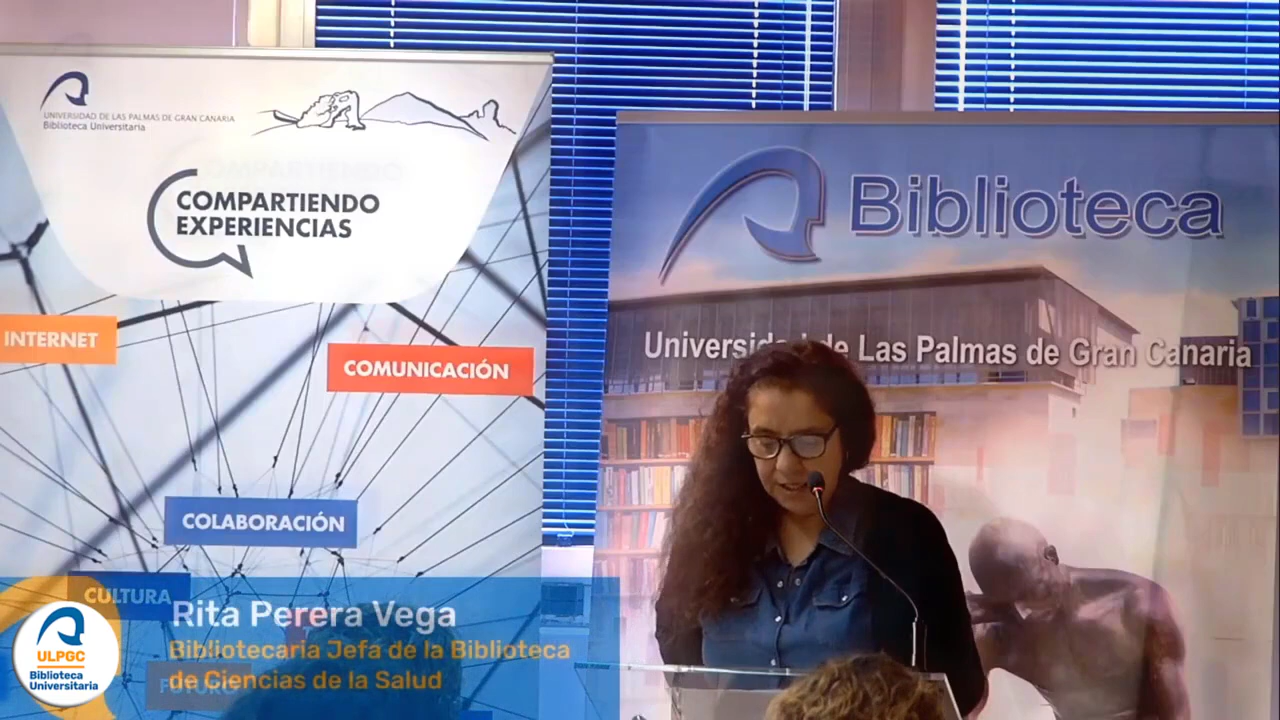 UNIVERSIDAD DE LAS PALMAS DE GRAN CANARIA
Biblioteca Universitaria
COMPARTIENDO
EXPERIENCIAS
INTERNET
COMUNICACIÓN
COLABORACIÓN
CULTURA
FUTURO
Biblioteca
Universidad de Las Palmas de Gran Canaria
Rita Perera Vega
Bibliotecaria Jefa de la Biblioteca
de Ciencias de la Salud
ULPGC
Biblioteca
Universitaria